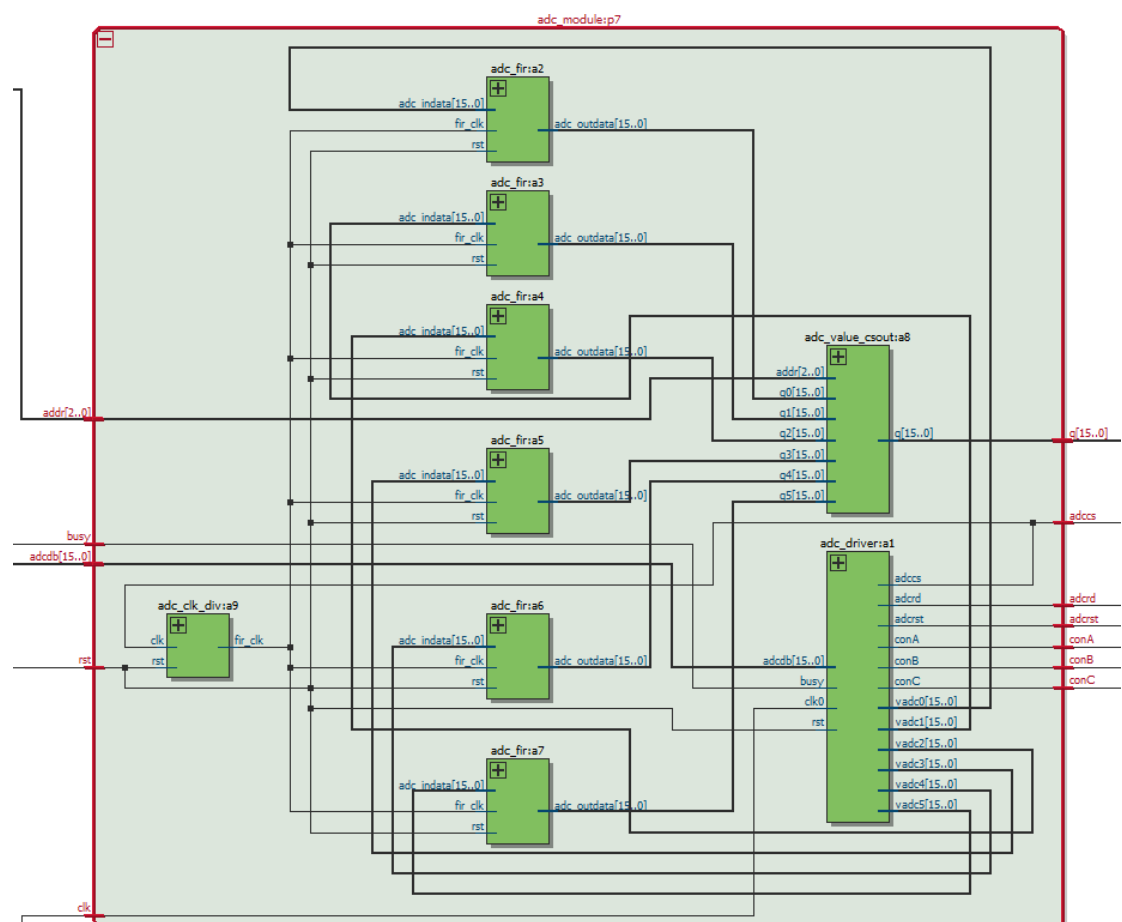 adc_module:p7
adc_fir:a2
adc_indata[15..0]
fir_clk
rst
adc_outdata[15..0]
adc_fir:a3
adc_indata[15..0]
fir_clk
rst
adc_outdata[15..0]
adc_fir:a4
adc_indata[15..0]
fir_clk
rst
adc_outdata[15..0]
adc_value_csout:a8
addr[2..0]
q0[15..0]
q1[15..0]
q2[15..0]
q3[15..0]
q4[15..0]
q5[15..0]
q[15..0]
addr[2..0]
q[15..0]
adc_fir:a5
adc_indata[15..0]
fir_clk
rst
adc_outdata[15..0]
busy
adcdb[15..0]
adccs
adc_driver:a1
adcdb[15..0]
busy
clk0
rst
adccs
adcrd
adcrst
conA
conB
conC
vadc0[15..0]
vadc1[15..0]
vadc2[15..0]
vadc3[15..0]
vadc4[15..0]
vadc5[15..0]
adcrd
adcrst
conA
conB
conC
adc_clk_div:a9
clk
rst
fir_clk
rst
adc_fir:a6
adc_indata[15..0]
fir_clk
rst
adc_outdata[15..0]
adc_fir:a7
adc_indata[15..0]
fir_clk
rst
adc_outdata[15..0]
clk